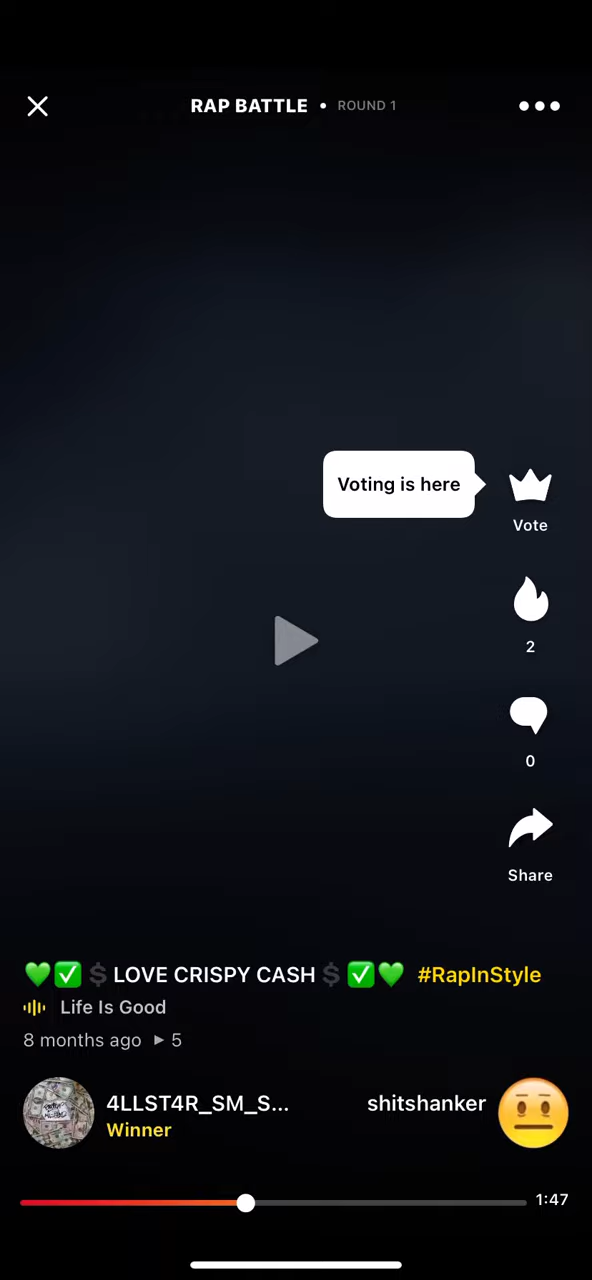 RAP BATTLE • ROUND 1
Voting is here
Vote
2
0
Share
💚✅💲LOVE CRISPY CASH💲✅💚 #RapInStyle
Life Is Good
8 months ago ▶ 5
4LLST4R_SM_S... shitshanker
Winner
1:47